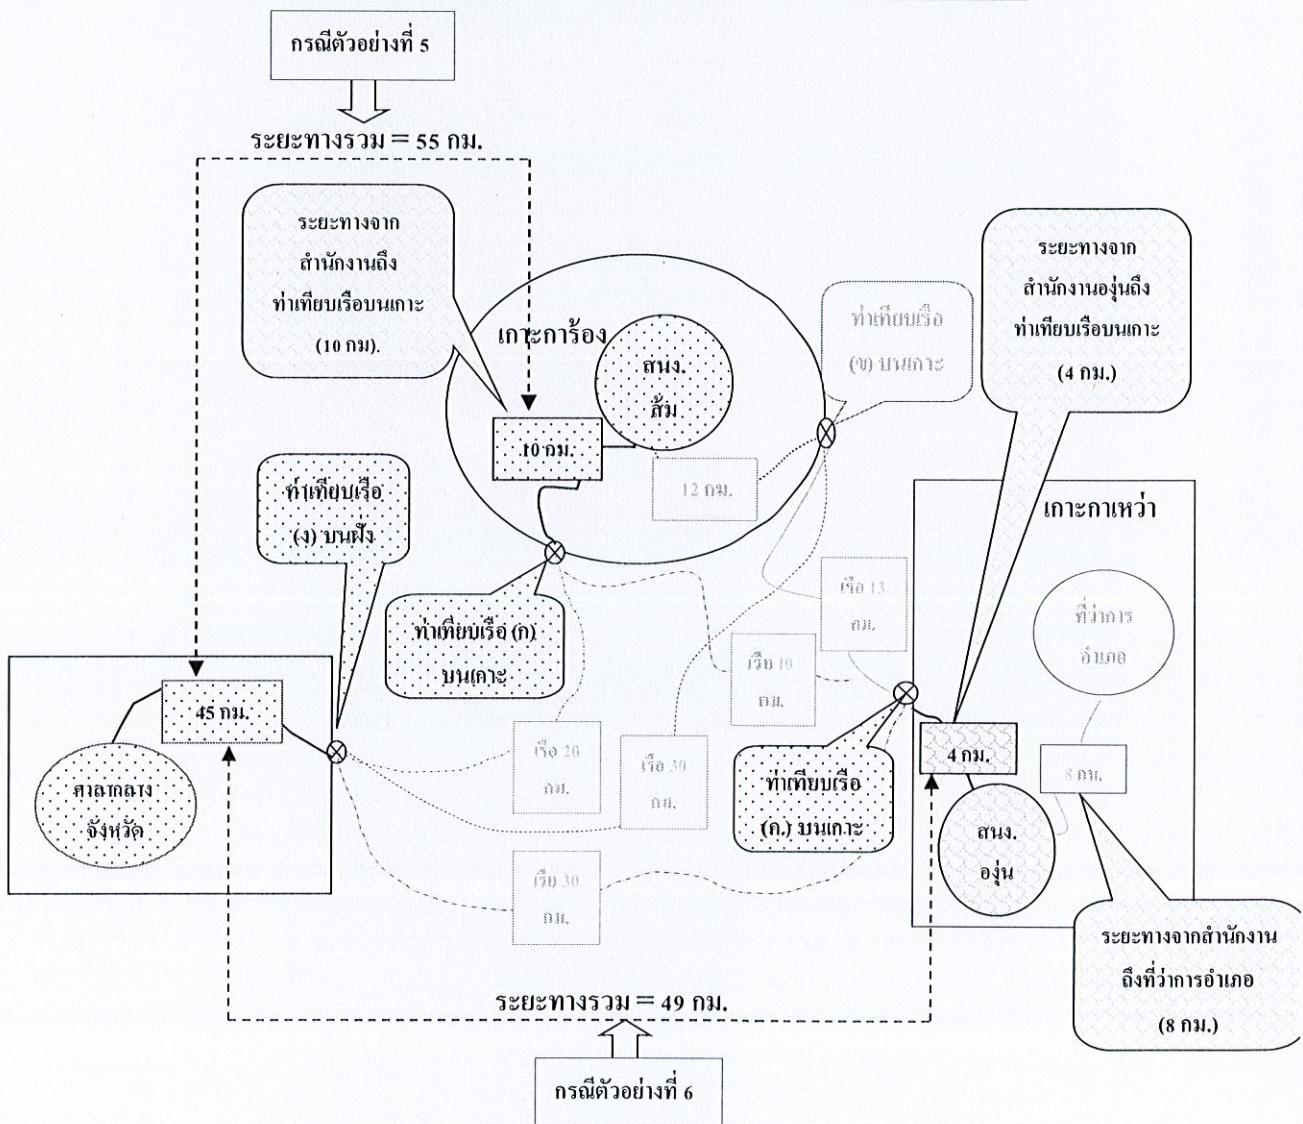 กรณีตัวอย่างที่ 5
ระยะทางรวม = 55 กม.
ระยะทางจาก
สำนักงานถึง
ท่าเทียบเรือบนเกาะ
(10 กม).
ระยะทางจาก
สำนักงานองุ่นถึง
ท่าเทียบเรือบนเกาะ
(4 กม.)
เกาะการ้อง
สนง.
ส้ม
ท่าเทียบเรือ
(ข) บนเกาะ
10 กม.
12 กม.
ท่าเทียบเรือ
(ง) บนฝั่ง
เกาะกาเหว่า
ท่าเทียบเรือ (ก)
บนเกาะ
เรือ 13
กม.
ที่ว่าการ
อำเภอ
เรือ 10
กม.
45 กม.
เรือ 20
กม.
เรือ 30
กม.
4 กม.
8 กม.
ศาลากลาง
จังหวัด
ท่าเทียบเรือ
(ค.) บนเกาะ
สนง.
องุ่น
เรือ 30
กม.
ระยะทางจากสำนักงาน
ถึงที่ว่าการอำเภอ
(8 กม.)
ระยะทางรวม = 49 กม.
กรณีตัวอย่างที่ 6